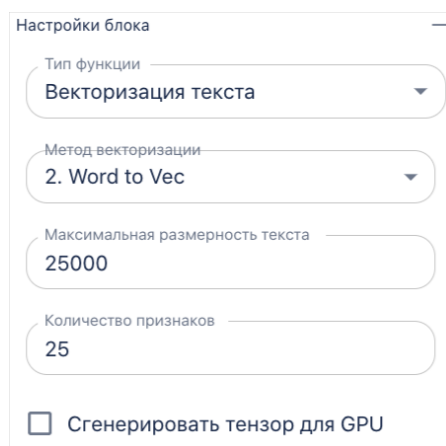 Настройки блока
Тип функции
Векторизация текста
Метод векторизации
2. Word to Vec
Максимальная размерность текста
25000
Количество признаков
25
Сгенерировать тензор для GPU